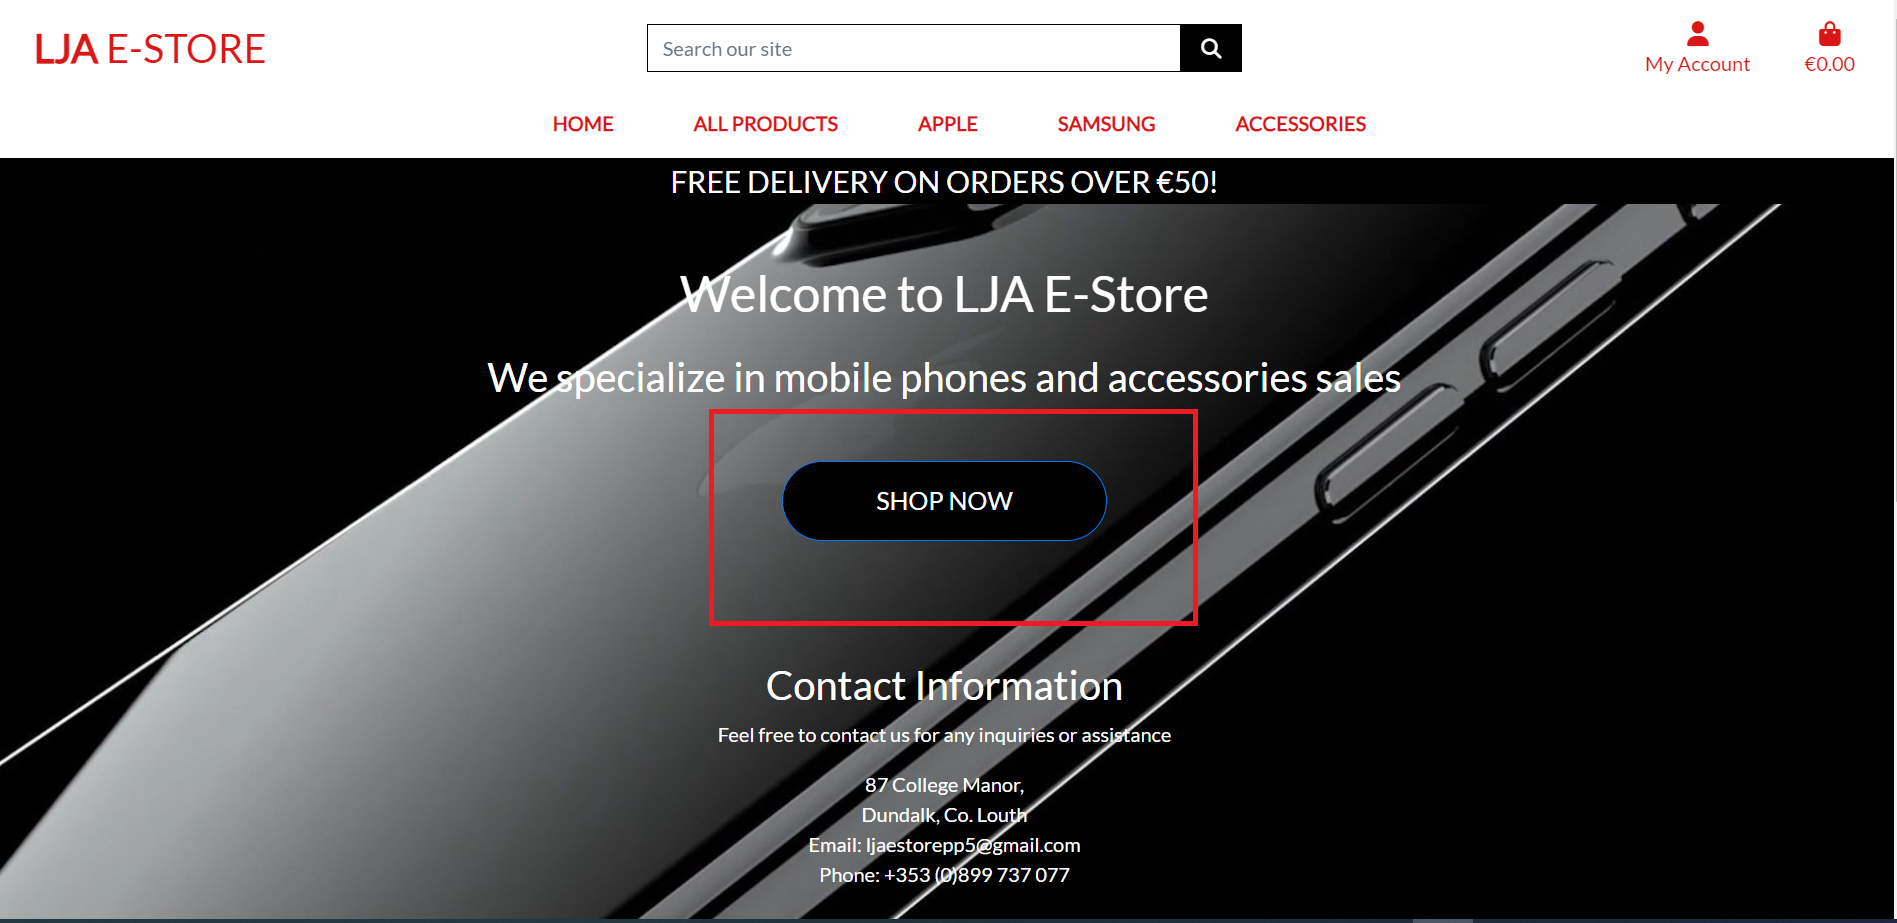 LJA E-STORE
Search our site
My Account
€0.00
HOME ALL PRODUCTS APPLE SAMSUNG ACCESSORIES
FREE DELIVERY ON ORDERS OVER €50!
Welcome to LJA E-Store
We specialize in mobile phones and accessories sales
SHOP NOW
Contact Information
Feel free to contact us for any inquiries or assistance
87 College Manor,
Dundalk, Co. Louth
Email: ljaestorepp5@gmail.com
Phone: +353 (0)899 737 077